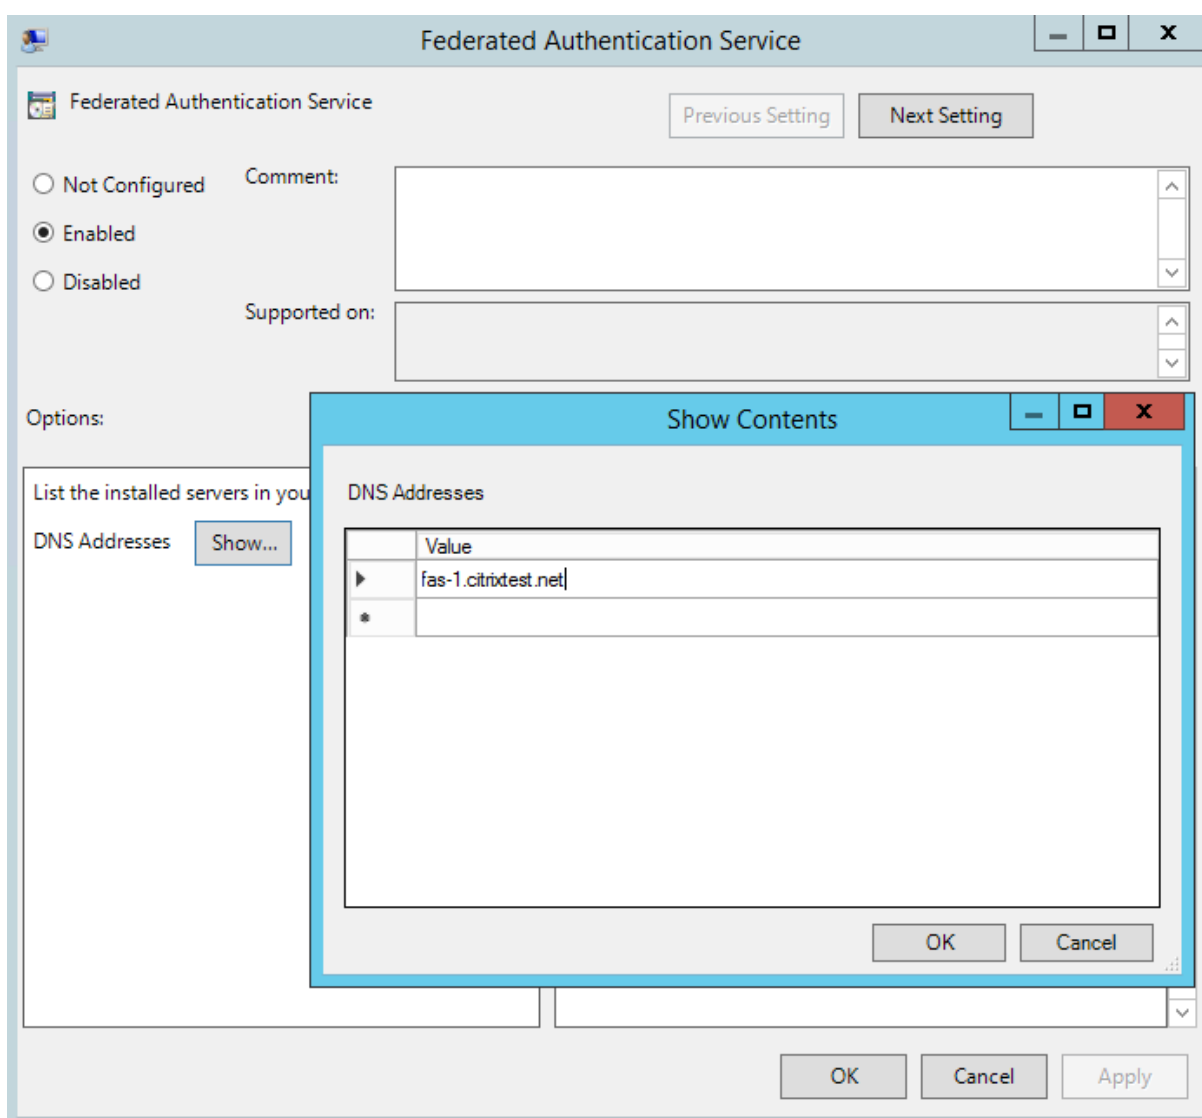 Federated Authentication Service
Federated Authentication Service
Previous Setting
Next Setting
Not Configured
Comment:
Enabled
Disabled
Supported on:
Options:
Show Contents
List the installed servers in you
DNS Addresses
Show...
DNS Addresses
Value
fas-1.citrixtest.net
OK
Cancel
OK
Cancel
Apply